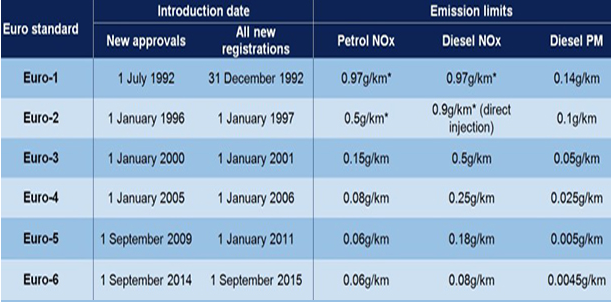 Euro standard Introduction date Emission limits
New approvals All new registrations Petrol NOx Diesel NOx Diesel PM
Euro-1 1 July 1992 31 December 1992 0.97g/km* 0.97g/km* 0.14g/km
Euro-2 1 January 1996 1 January 1997 0.5g/km* 0.9g/km* (direct injection) 0.1g/km
Euro-3 1 January 2000 1 January 2001 0.15g/km 0.5g/km 0.05g/km
Euro-4 1 January 2005 1 January 2006 0.08g/km 0.25g/km 0.025g/km
Euro-5 1 September 2009 1 January 2011 0.06g/km 0.18g/km 0.005g/km
Euro-6 1 September 2014 1 September 2015 0.06g/km 0.08g/km 0.0045g/km